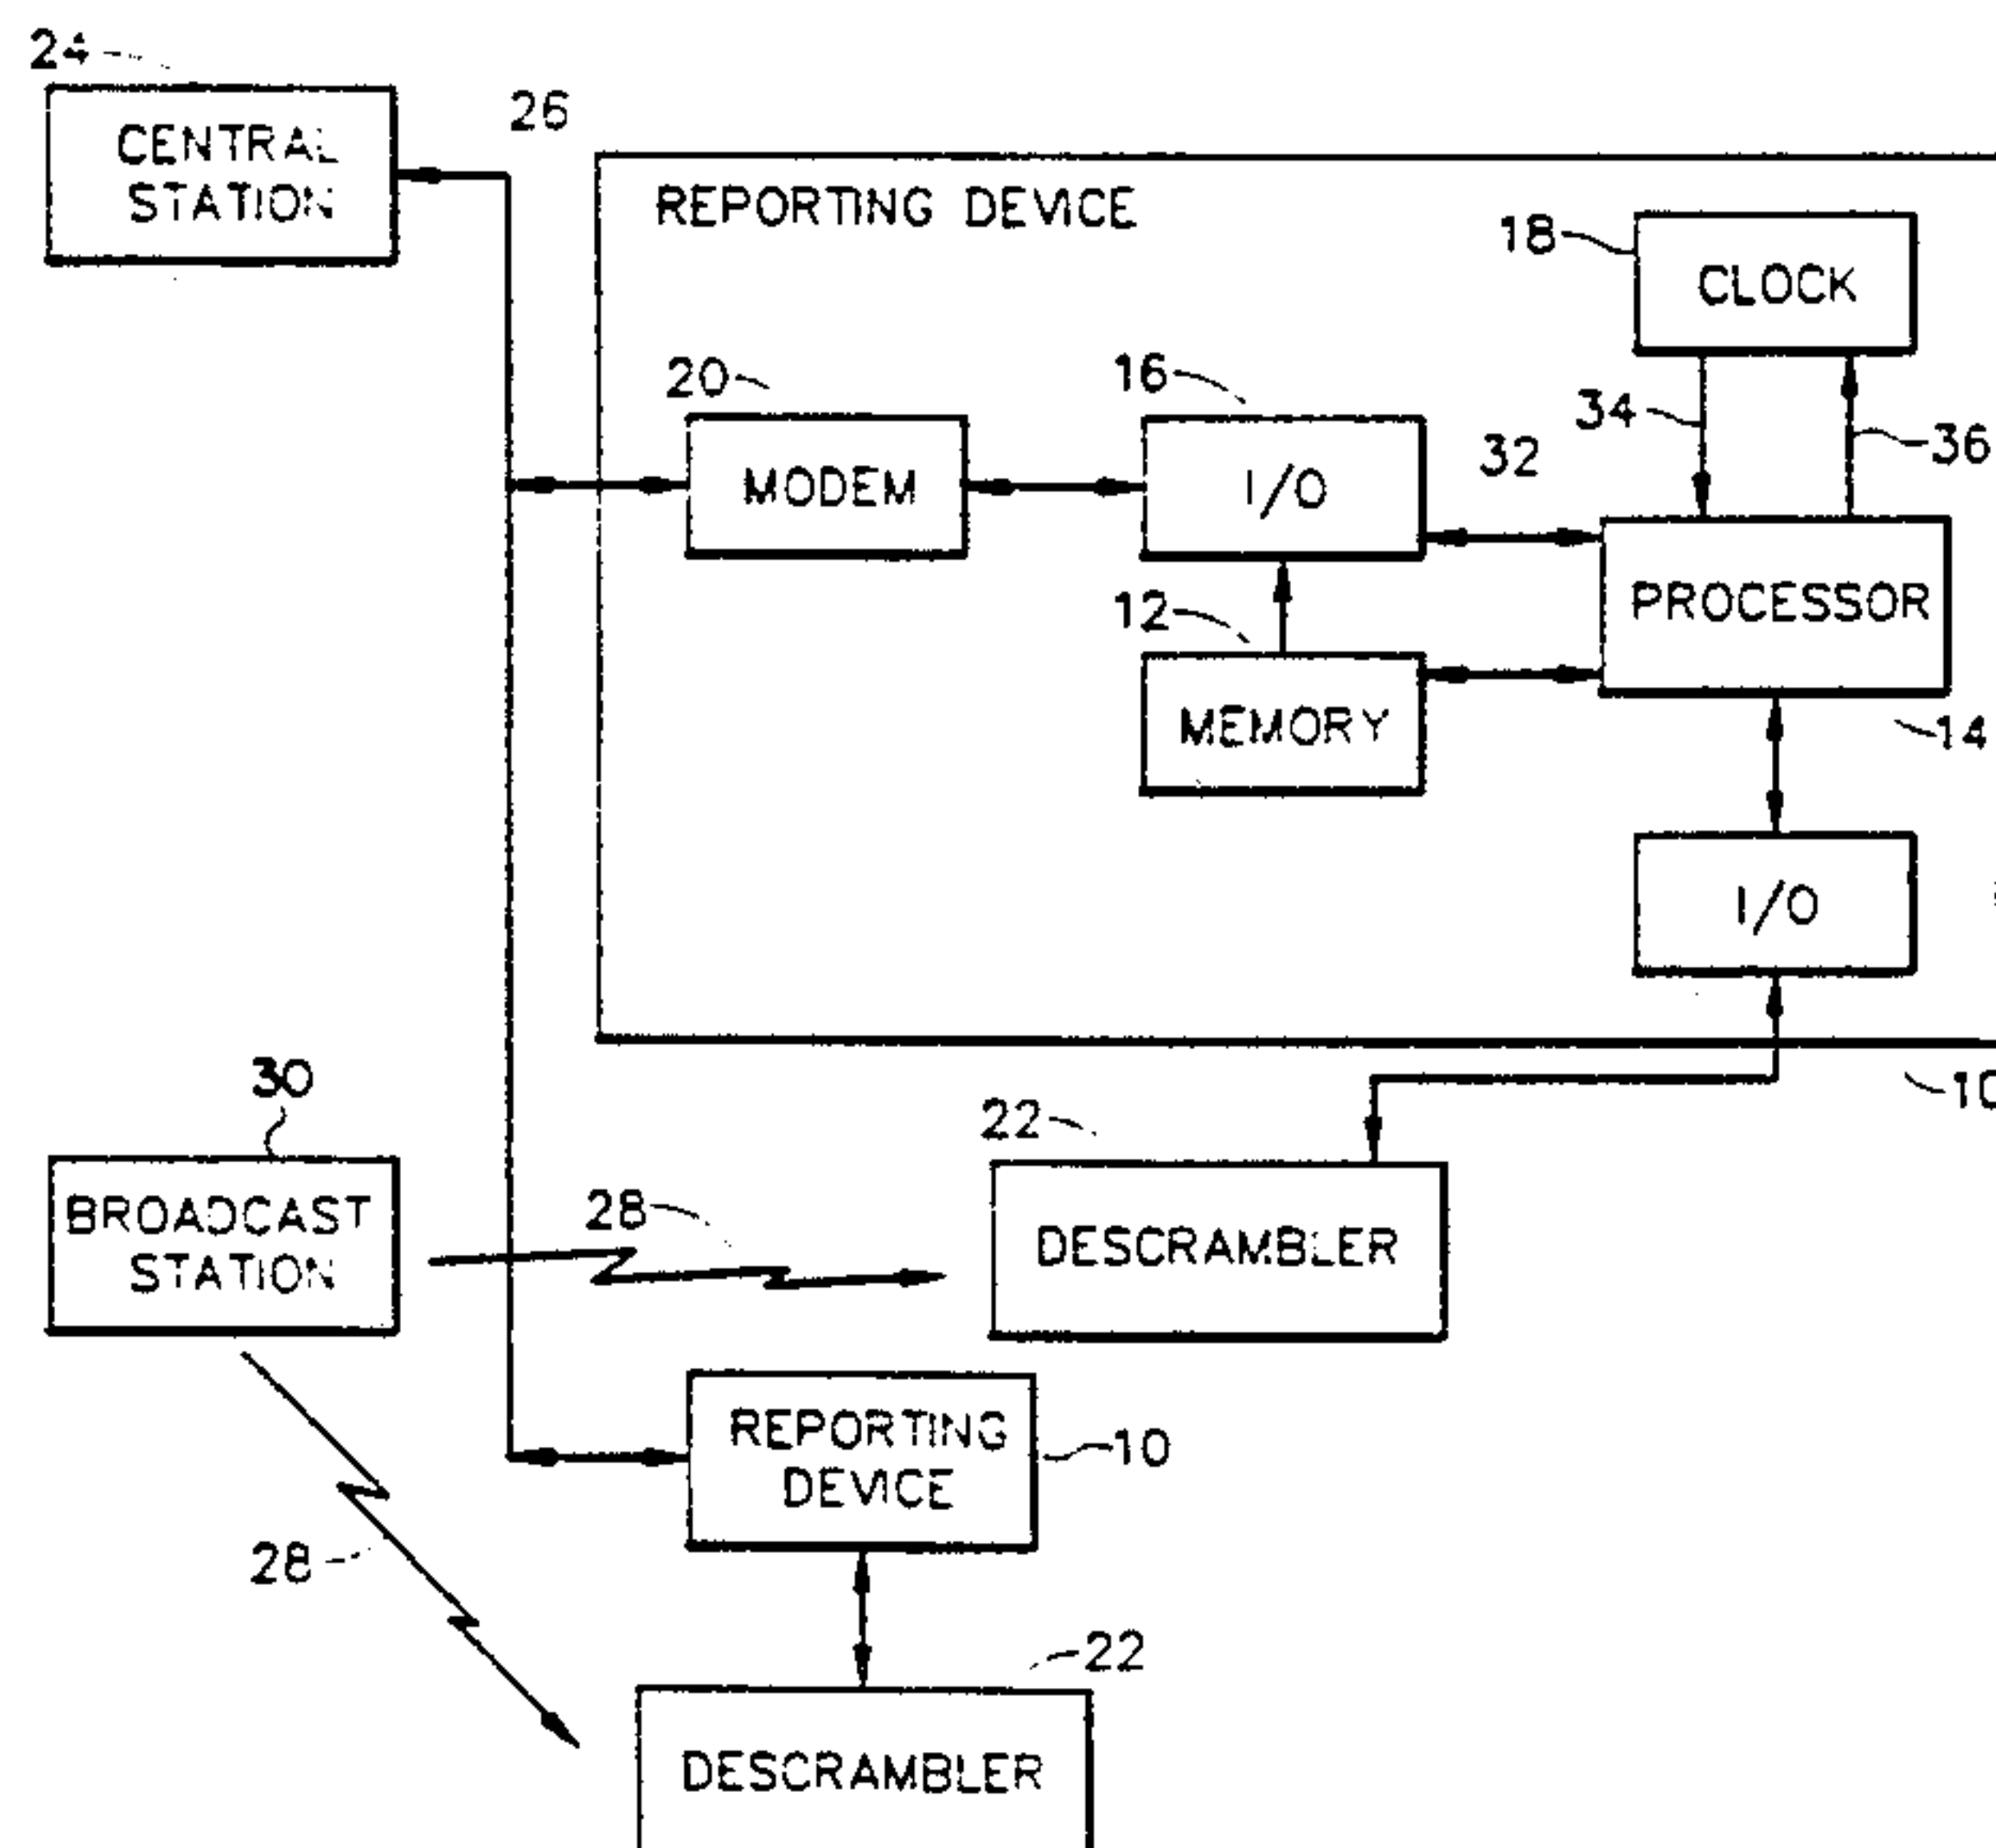 24
CENTRAL
STATION
26
REPORTING DEVICE
18
CLOCK
20
16
34
32
36
MODEM
I/O
PROCESSOR
12
MEMORY
14
I/O
10
30
22
BROADCAST
STATION
28
DESCRAMBLER
REPORTING
DEVICE
10
28
22
DESCRAMBLER